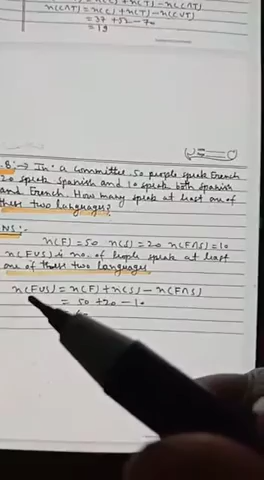 n(C∩T) = n(C) + n(T) - n(C∪T)
= 37 + 52 - 70
= 19
8:→ In a committee, 50 people speak French
20 speak Spanish and 10 speak both spanish
and French. How many speak at least one of
these two languages?
NS:-
n(F) = 50 n(S) = 20 n(F∩S) = 10
n(F∪S) is no. of people speak at least
one of these two languages
n(F∪S) = n(F) + n(S) - n(F∩S)
= 50 + 20 - 10